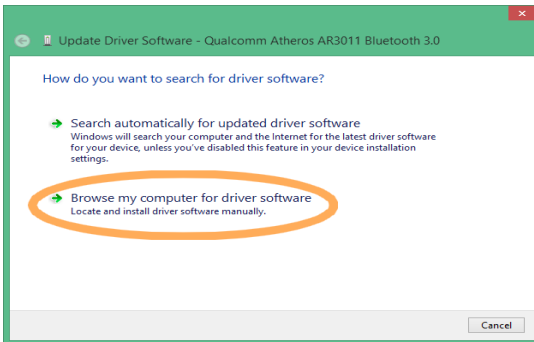 Update Driver Software - Qualcomm Atheros AR3011 Bluetooth 3.0
How do you want to search for driver software?
Search automatically for updated driver software
Windows will search your computer and the Internet for the latest driver software
for your device, unless you've disabled this feature in your device installation
settings.
Browse my computer for driver software
Locate and install driver software manually.
Cancel